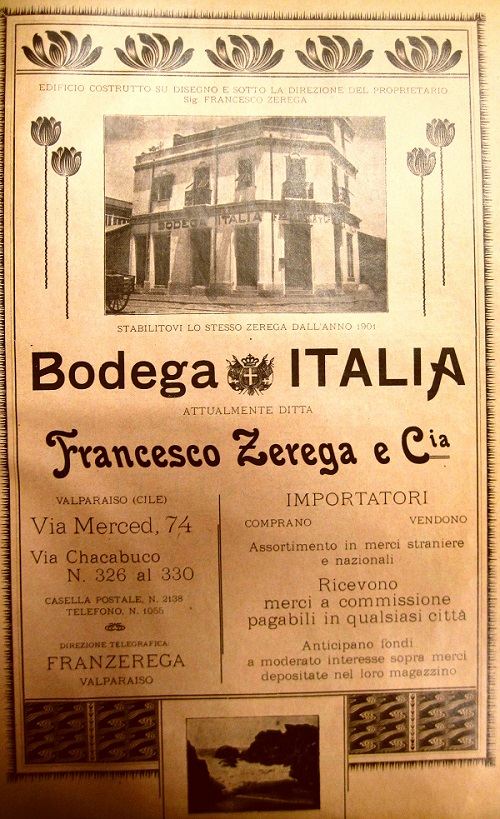 EDIFICIO COSTRUTTO SU DISEGNO E SOTTO LA DIREZIONE DEL PROPRIETARIO
Sig. FRANCESCO ZEREGA
BODEGA ITALIA
STABILITOVI LO STESSO ZEREGA DALL'ANNO 1901
Bodega ITALIA
ATTUALMENTE DITTA
Francesco Zerega e Cia
VALPARAISO (CILE)
Via Merced, 74
Via Chacabuco
N. 326 al 330
CASELLA POSTALE, N. 2138
TELEFONO, N. 1055
DIREZIONE TELEGRAFICA:
FRANZEREGA
VALPARAISO
IMPORTATORI
COMPRANO VENDONO
Assortimento in merci straniere
e nazionali
Ricevono
merci a commissione
pagabili in qualsiasi città
Anticipano fondi
a moderato interesse sopra merci
depositate nel loro magazzino